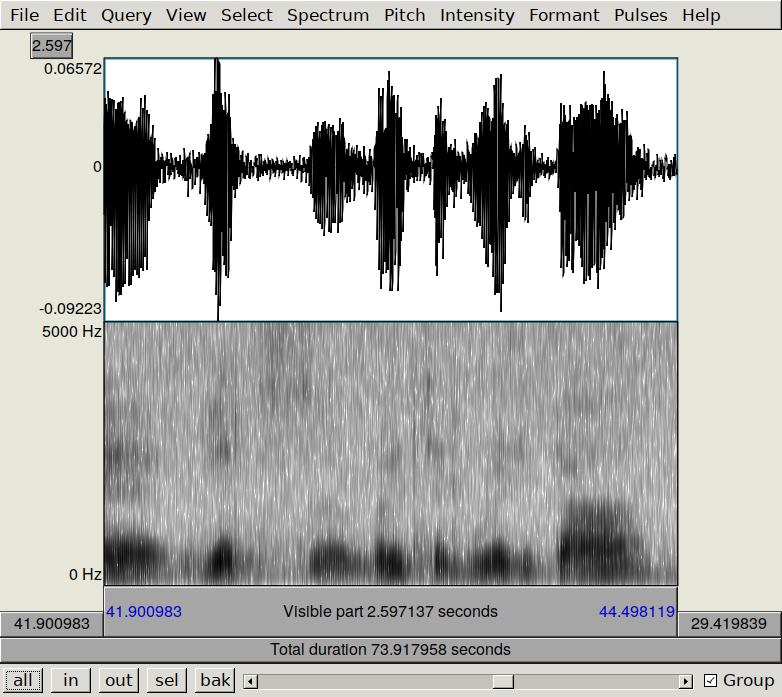 File Edit Query View Select Spectrum Pitch Intensity Formant Pulses Help
2.597
0.06572
0
-0.09223
5000 Hz
0 Hz
41.900983 Visible part 2.597137 seconds 44.498119
41.900983 29.419839
Total duration 73.917958 seconds
all in out sel bak Group